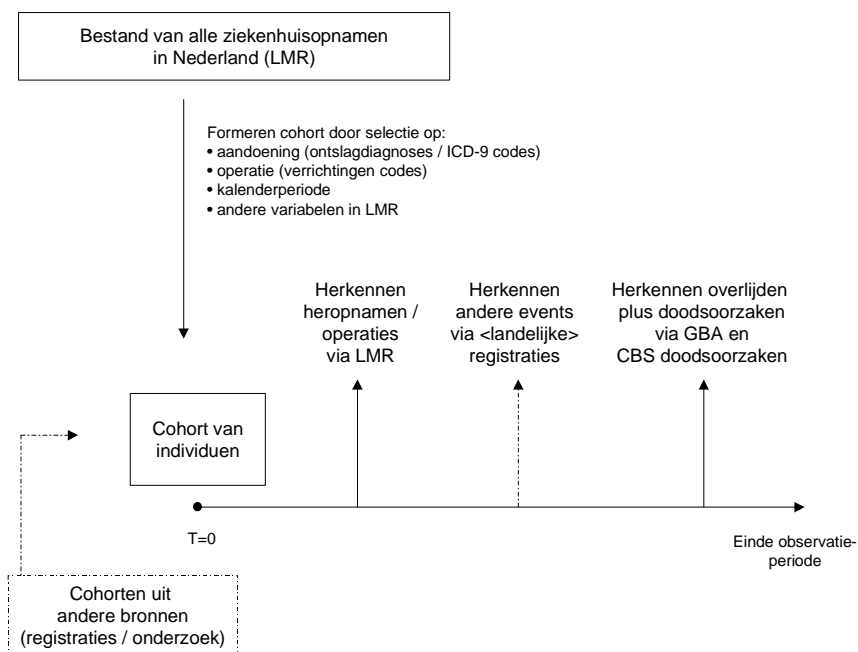 Bestand van alle ziekenhuisopnamen
in Nederland (LMR)
Formeren cohort door selectie op:
• aandoening (ontslagdiagnoses / ICD-9 codes)
• operatie (verrichtingen codes)
• kalenderperiode
• andere variabelen in LMR
Herkennen
heropnamen /
operaties
via LMR
Herkennen
andere events
via <landelijke>
registraties
Herkennen overlijden
plus doodsoorzaken
via GBA en
CBS doodsoorzaken
Cohort van
individuen
T=0
Einde observatie-
periode
Cohorten uit
andere bronnen
(registraties / onderzoek)